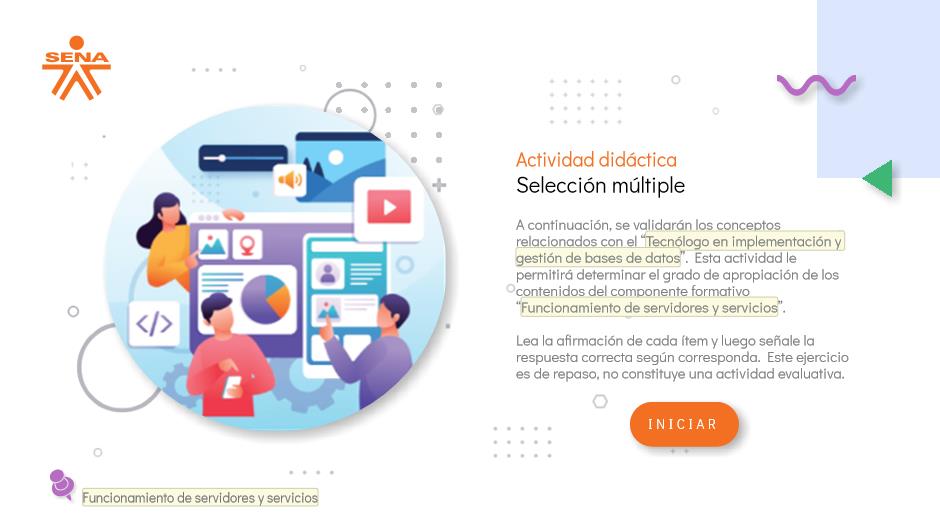 SENA
Actividad didáctica
Selección múltiple
A continuación, se validarán los conceptos
relacionados con el “Tecnólogo en implementación y
gestión de bases de datos”. Esta actividad le
permitirá determinar el grado de apropiación de los
contenidos del componente formativo
“Funcionamiento de servidores y servicios”.
Lea la afirmación de cada ítem y luego señale la
respuesta correcta según corresponda. Este ejercicio
es de repaso, no constituye una actividad evaluativa.
INICIAR
Funcionamiento de servidores y servicios